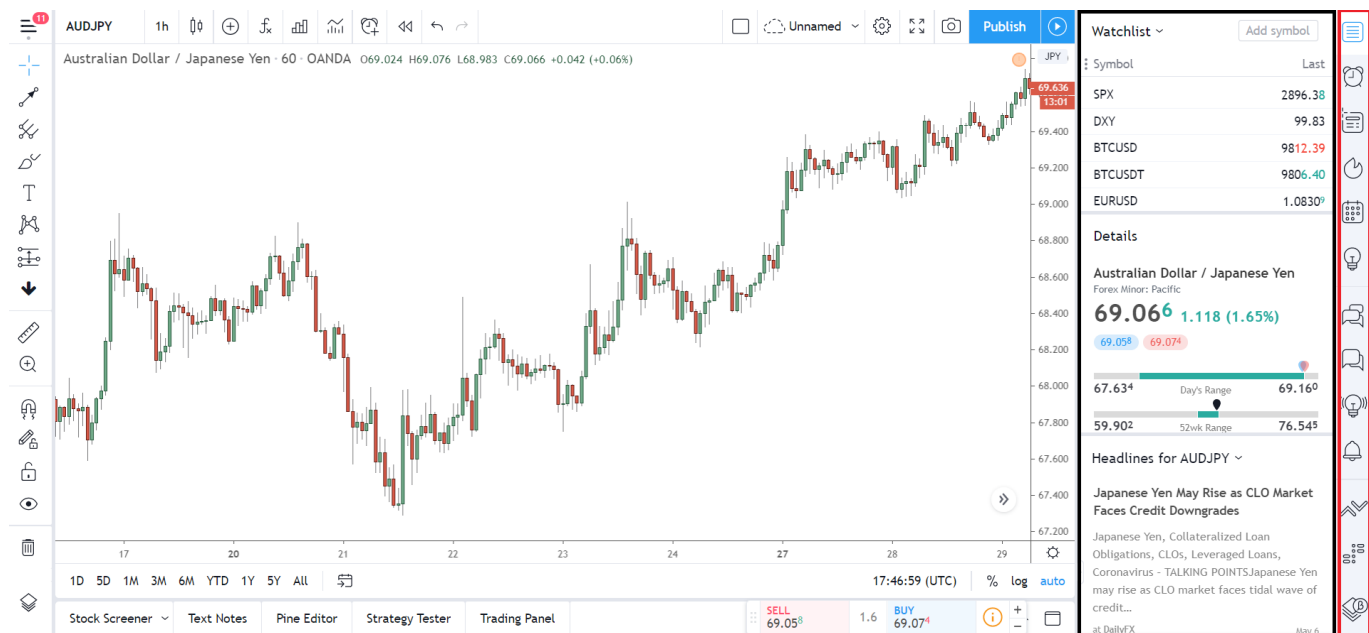 11
AUDJPY
1h
Unnamed
Publish
Australian Dollar / Japanese Yen · 60 · OANDA O69.024 H69.076 L68.983 C69.066 +0.042 (+0.06%)
JPY
69.636
13:01
69.400
69.200
69.000
68.800
68.600
68.400
68.200
68.000
67.800
67.600
67.400
67.200
17 20 21 22 23 24 27 28 29
1D 5D 1M 3M 6M YTD 1Y 5Y All
17:46:59 (UTC) % log auto
Stock Screener Text Notes Pine Editor Strategy Tester Trading Panel
SELL
69.058
1.6
BUY
69.074
Watchlist
Add symbol
Symbol Last
SPX 2896.38
DXY 99.83
BTCUSD 9812.39
BTCUSDT 9806.40
EURUSD 1.08309
Details
Australian Dollar / Japanese Yen
Forex Minor: Pacific
69.066 1.118 (1.65%)
69.058 69.074
67.634 Day's Range 69.160
59.902 52wk Range 76.545
Headlines for AUDJPY
Japanese Yen May Rise as CLO Market
Faces Credit Downgrades
Japanese Yen, Collateralized Loan
Obligations, CLOs, Leveraged Loans,
Coronavirus - TALKING POINTSJapanese Yen
may rise as CLO market faces tidal wave of
credit...
at DailyFX May 6